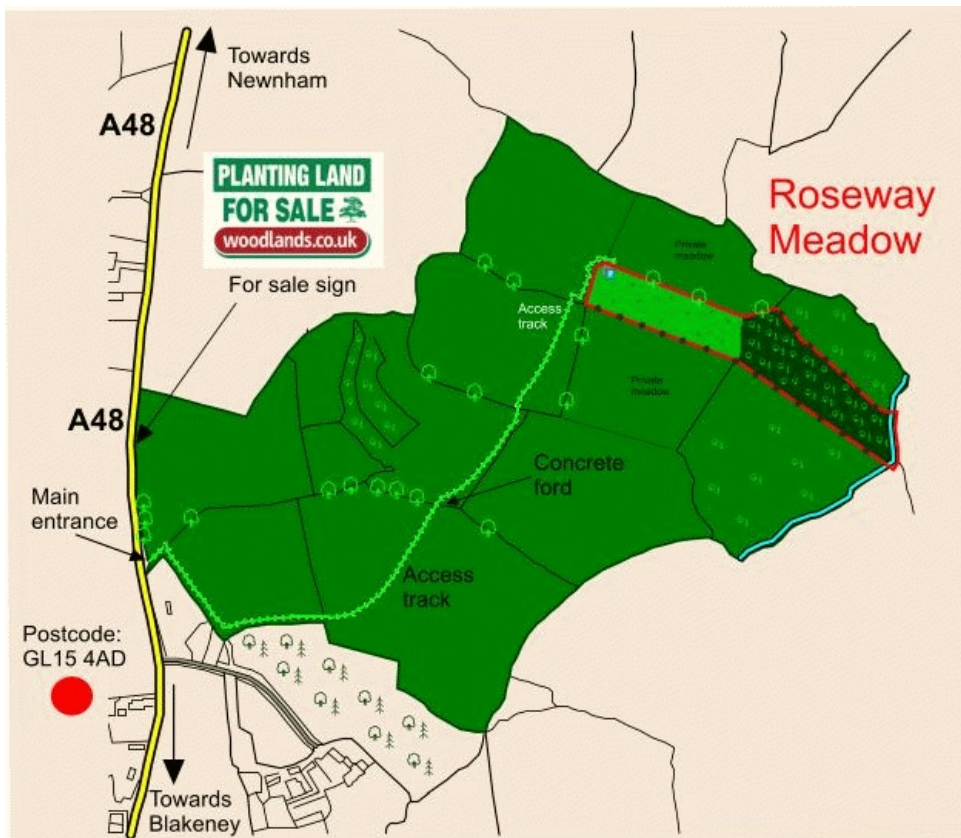 Towards
Newnham
A48
PLANTING LAND
FOR SALE
woodlands.co.uk
For sale sign
Roseway
Meadow
Private
meadow
Access
track
Private
meadow
A48
Concrete
ford
Main
entrance
Access
track
Postcode:
GL15 4AD
Towards
Blakeney